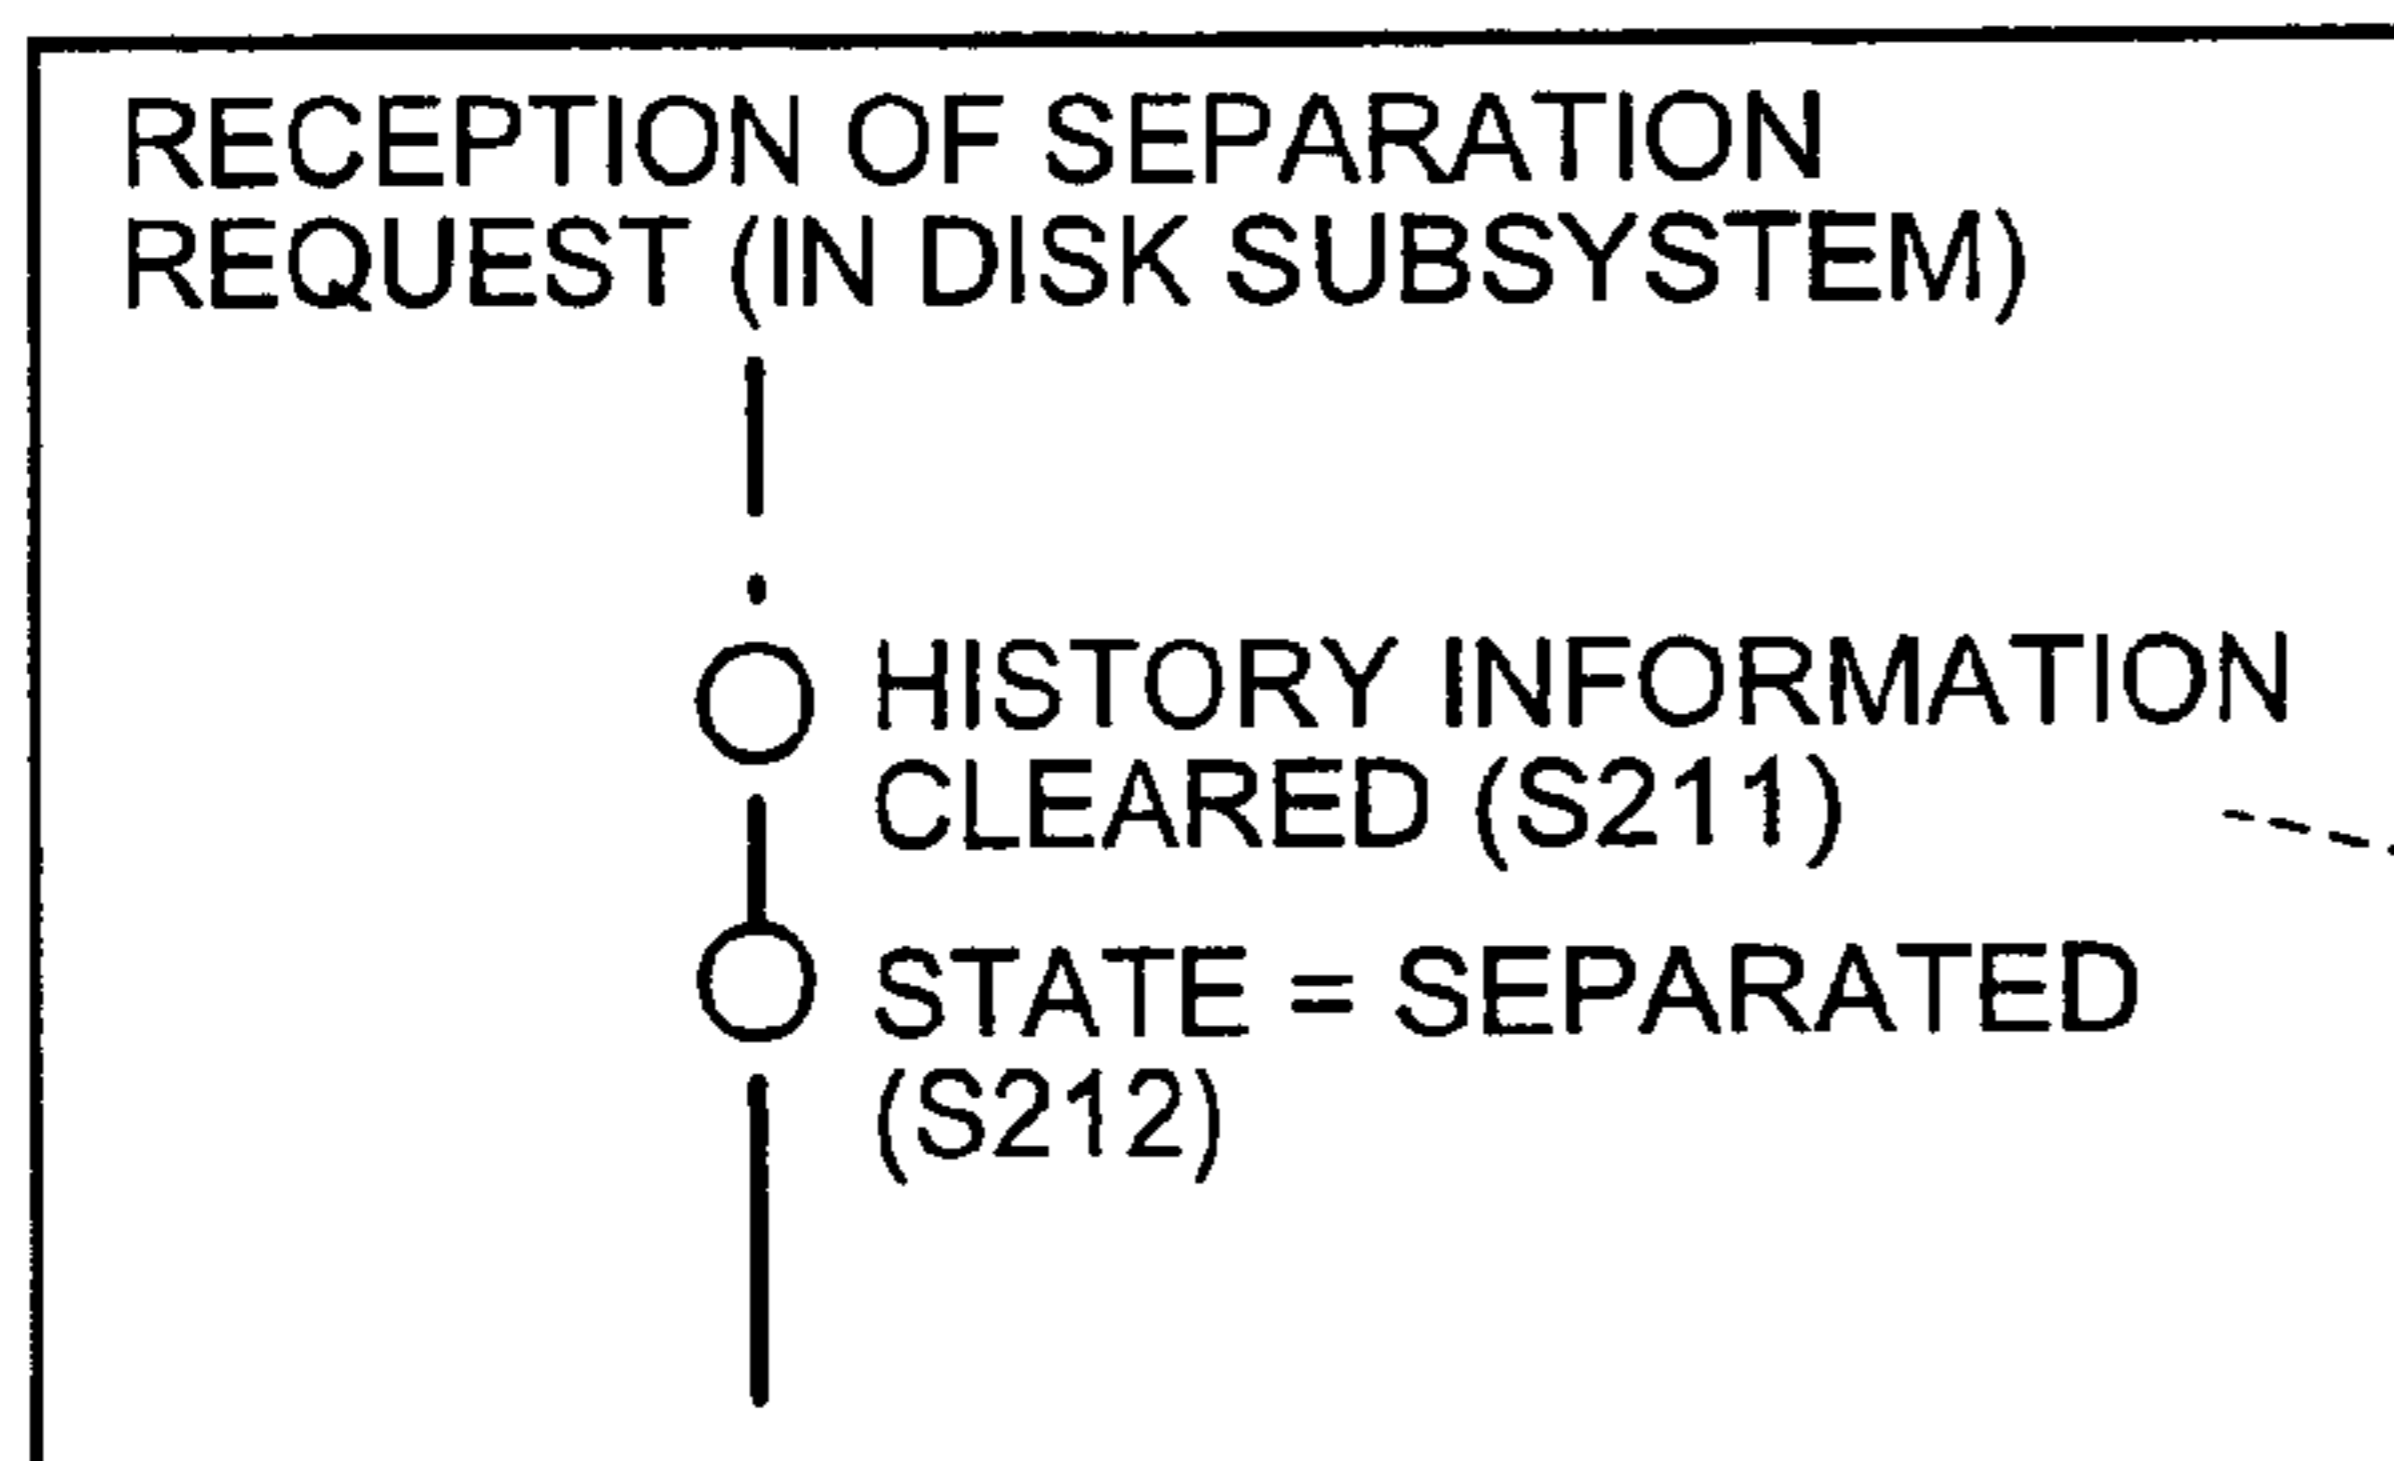 RECEPTION OF SEPARATION
REQUEST (IN DISK SUBSYSTEM)
HISTORY INFORMATION
CLEARED (S211)
STATE = SEPARATED
(S212)